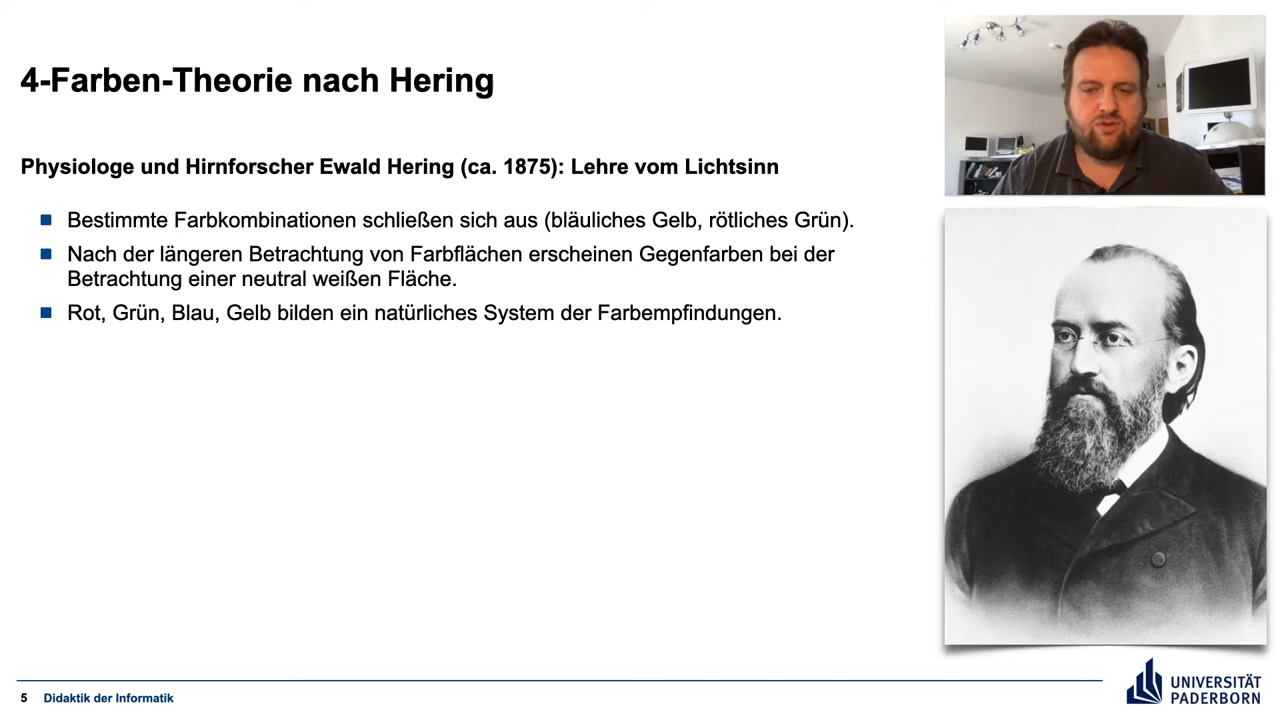 4-Farben-Theorie nach Hering
Physiologe und Hirnforscher Ewald Hering (ca. 1875): Lehre vom Lichtsinn
Bestimmte Farbkombinationen schließen sich aus (bläuliches Gelb, rötliches Grün).
Nach der längeren Betrachtung von Farbflächen erscheinen Gegenfarben bei der
Betrachtung einer neutral weißen Fläche.
Rot, Grün, Blau, Gelb bilden ein natürliches System der Farbempfindungen.
5 Didaktik der Informatik
UNIVERSITÄT
PADERBORN